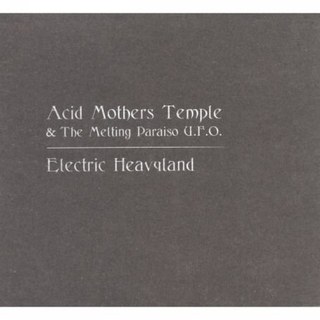 Acid Mothers Temple
& The Melting Paraiso U.F.O.
Electric Heavyland